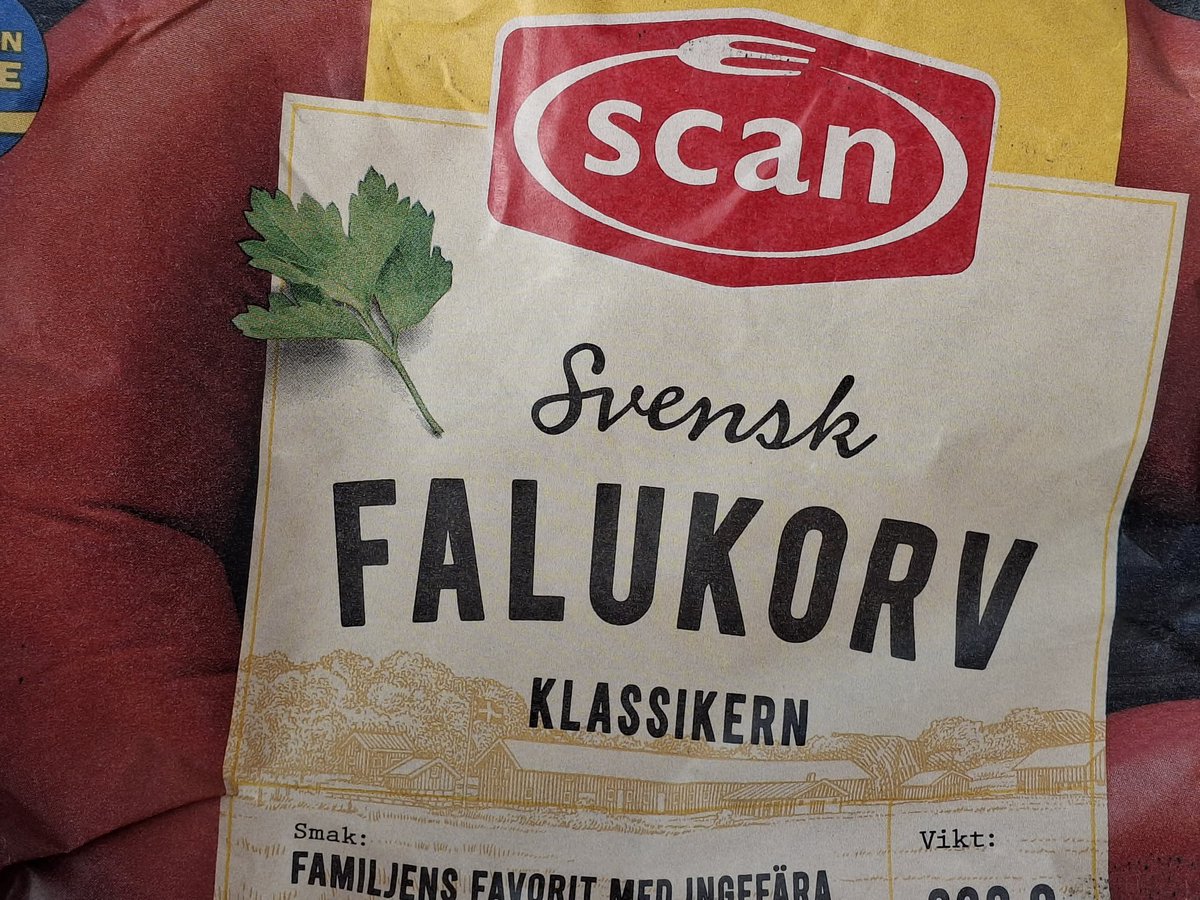 scan
Svensk
FALUKORV
KLASSIKERN
Smak:
FAMILJENS FAVORIT MED INGEFÄRA
Vikt: